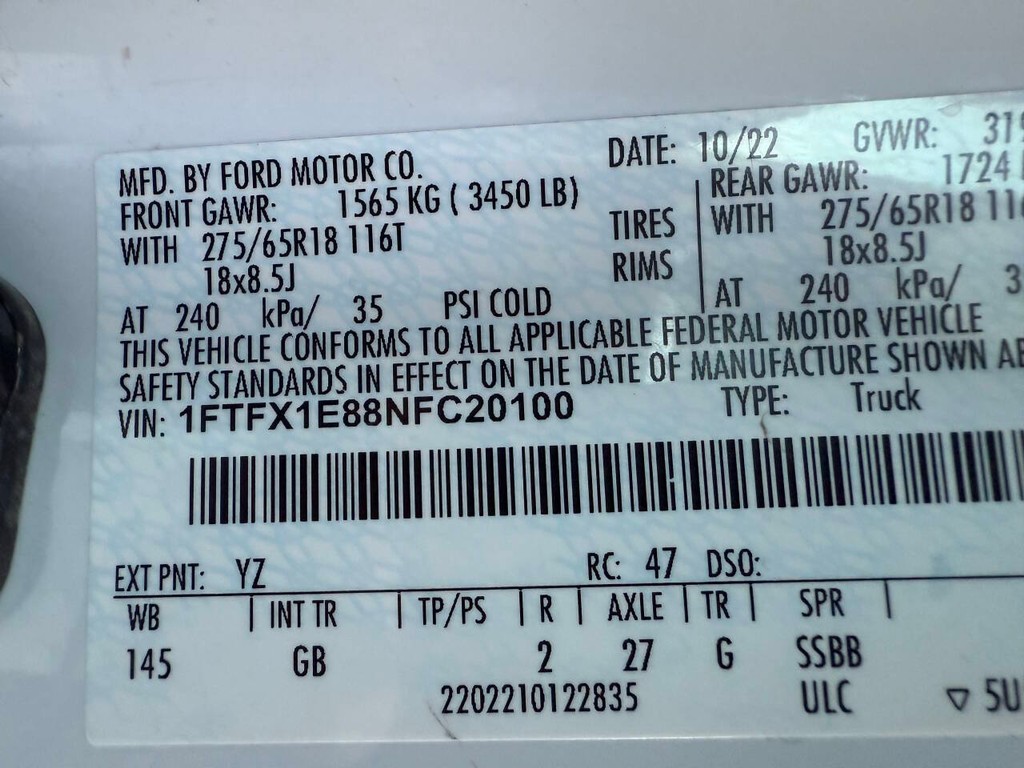 MFD. BY FORD MOTOR CO. DATE: 10/22 GVWR:
FRONT GAWR: 1565 KG ( 3450 LB) REAR GAWR: 1724
WITH 275/65R18 116T TIRES WITH 275/65R18
18x8.5J RIMS 18x8.5J
AT 240 kPa/ 35 PSI COLD AT 240 kPa/
THIS VEHICLE CONFORMS TO ALL APPLICABLE FEDERAL MOTOR VEHICLE
SAFETY STANDARDS IN EFFECT ON THE DATE OF MANUFACTURE SHOWN
VIN: 1FTFX1E88NFC20100 TYPE: Truck
EXT PNT: YZ RC: 47 DSO:
WB | INT TR | TP/PS | R | AXLE | TR | SPR |
145 GB 2 27 G SSBB
2202210122835 ULC ▽ 5U